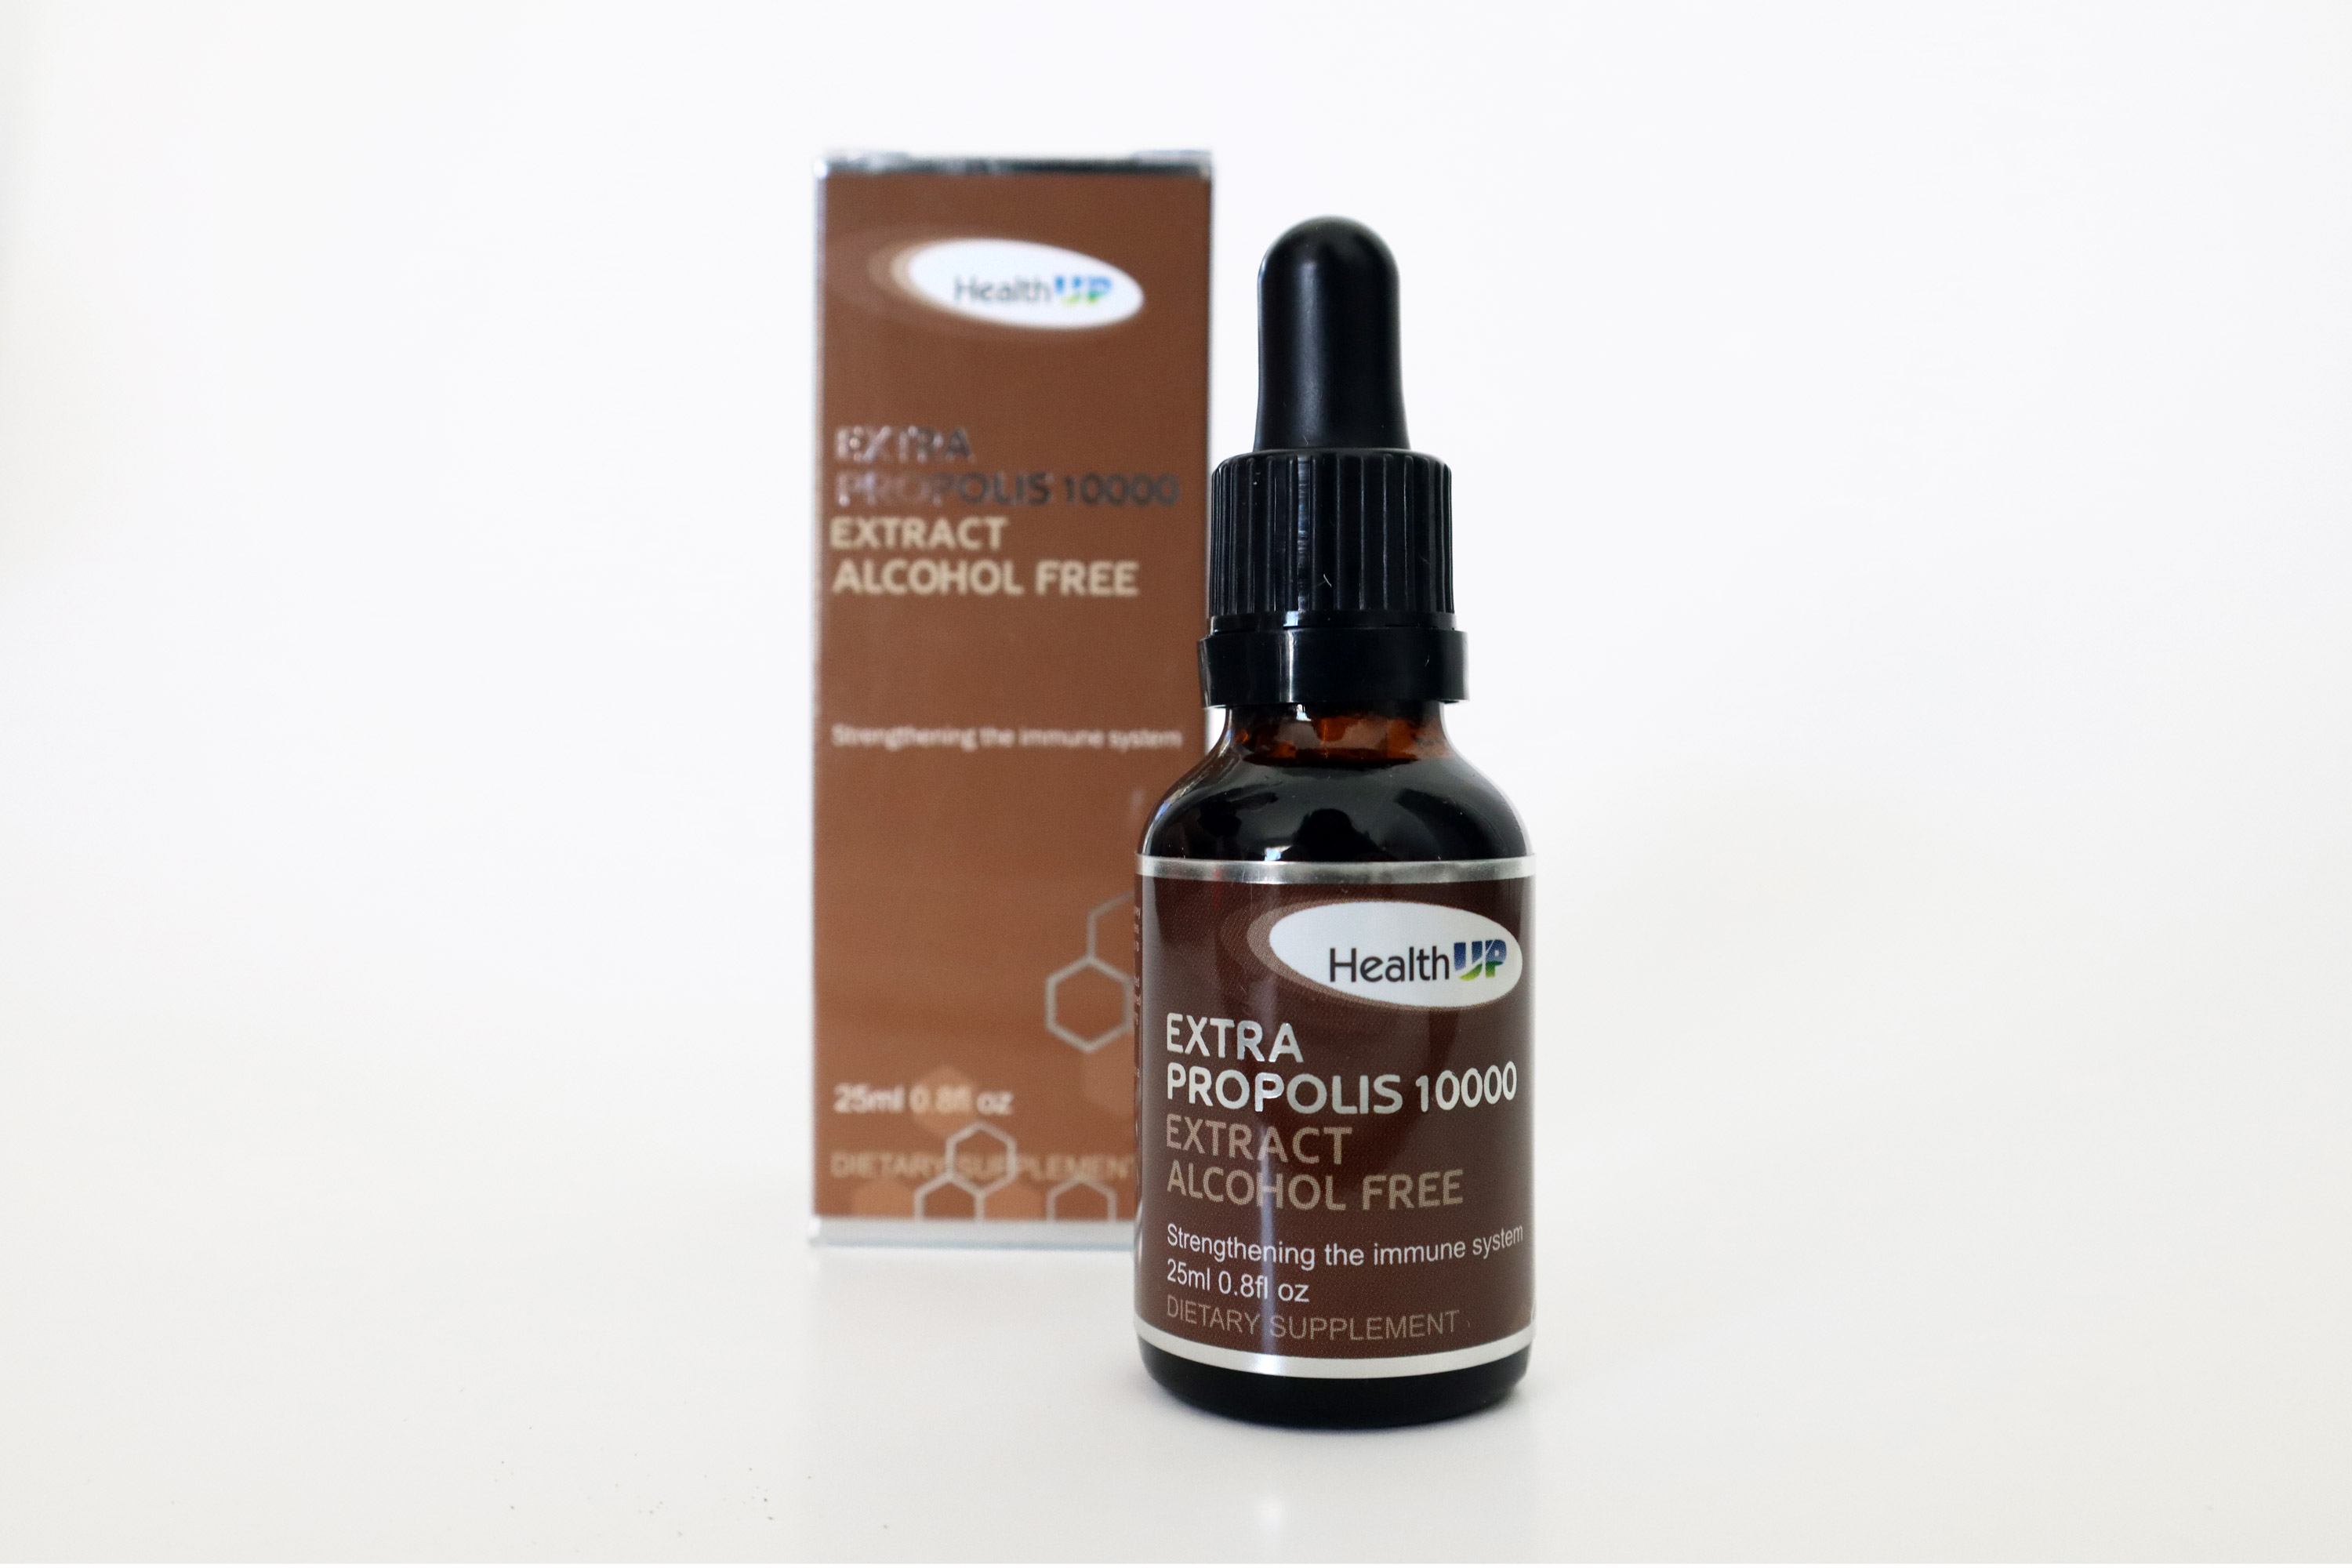 HealthUP
EXTRA
PROPOLIS 10000
EXTRACT
ALCOHOL FREE
Strengthening the immune system
25ml 0.8fl oz
DIETARY SUPPLEMENT
HealthUP
EXTRA
PROPOLIS 10000
EXTRACT
ALCOHOL FREE
Strengthening the immune system
25ml 0.8fl oz
DIETARY SUPPLEMENT